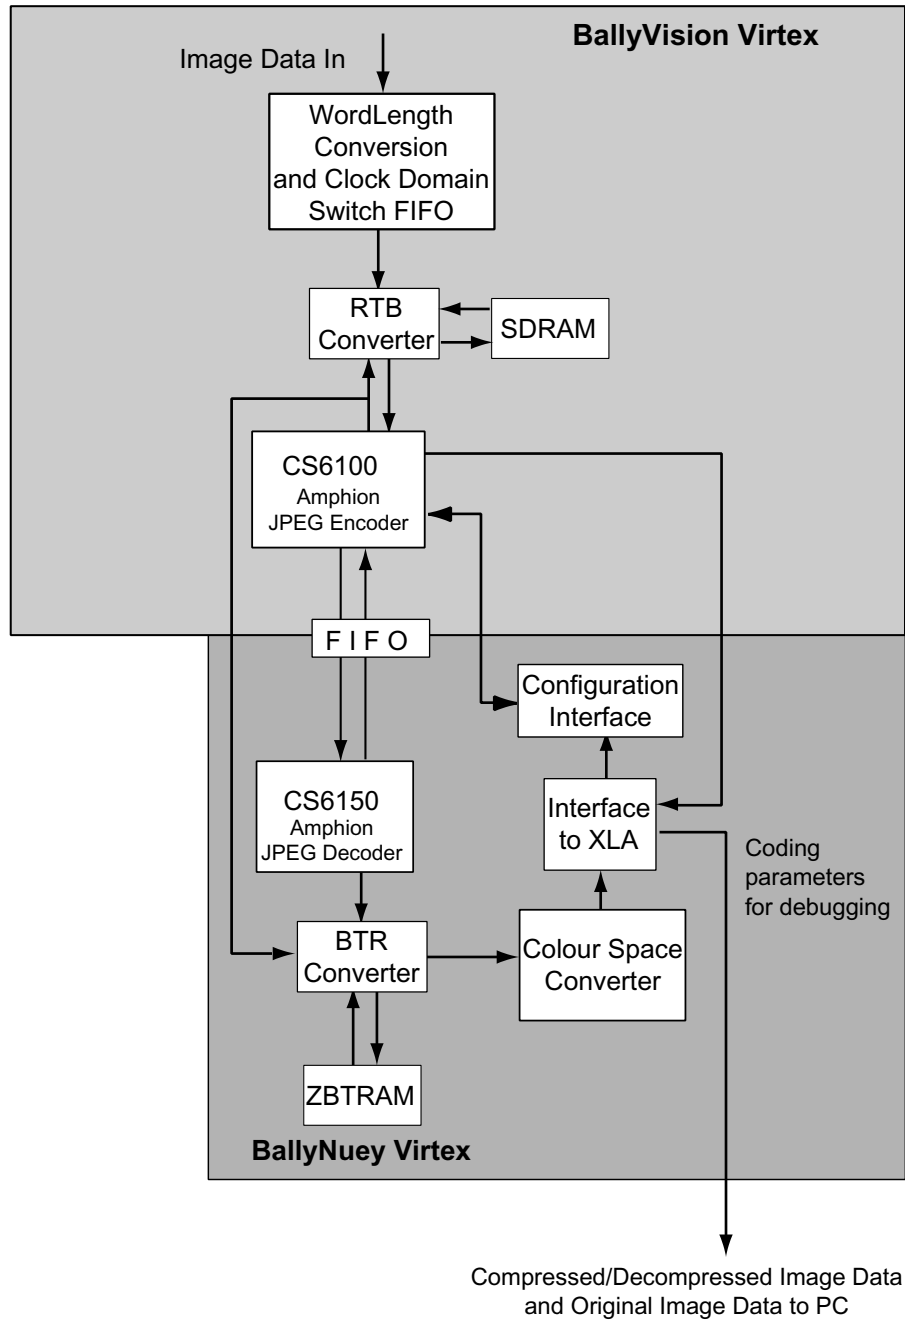 BallyVision Virtex
Image Data In
WordLength
Conversion
and Clock Domain
Switch FIFO
RTB
Converter
SDRAM
CS6100
Amphion
JPEG Encoder
F I F O
Configuration
Interface
CS6150
Amphion
JPEG Decoder
Interface
to XLA
Coding
parameters
for debugging
BTR
Converter
Colour Space
Converter
ZBTRAM
BallyNuey Virtex
Compressed/Decompressed Image Data
and Original Image Data to PC